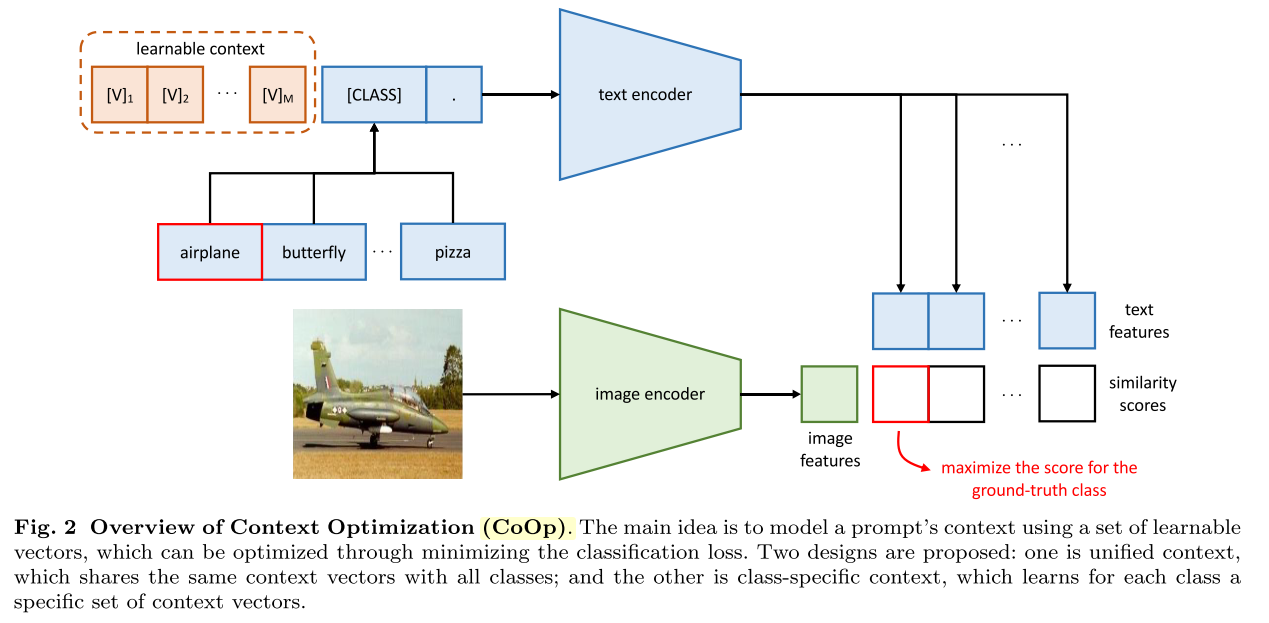 learnable context
[V]1 [V]2 ··· [V]M [CLASS] .
text encoder
···
airplane butterfly ··· pizza
··· text
features
image encoder
··· similarity
scores
image
features
maximize the score for the
ground-truth class
Fig. 2 Overview of Context Optimization (CoOp). The main idea is to model a prompt's context using a set of learnable
vectors, which can be optimized through minimizing the classification loss. Two designs are proposed: one is unified context,
which shares the same context vectors with all classes; and the other is class-specific context, which learns for each class a
specific set of context vectors.